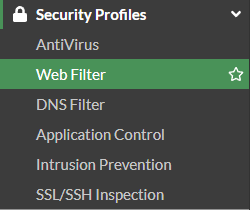 Security Profiles
AntiVirus
Web Filter
DNS Filter
Application Control
Intrusion Prevention
SSL/SSH Inspection